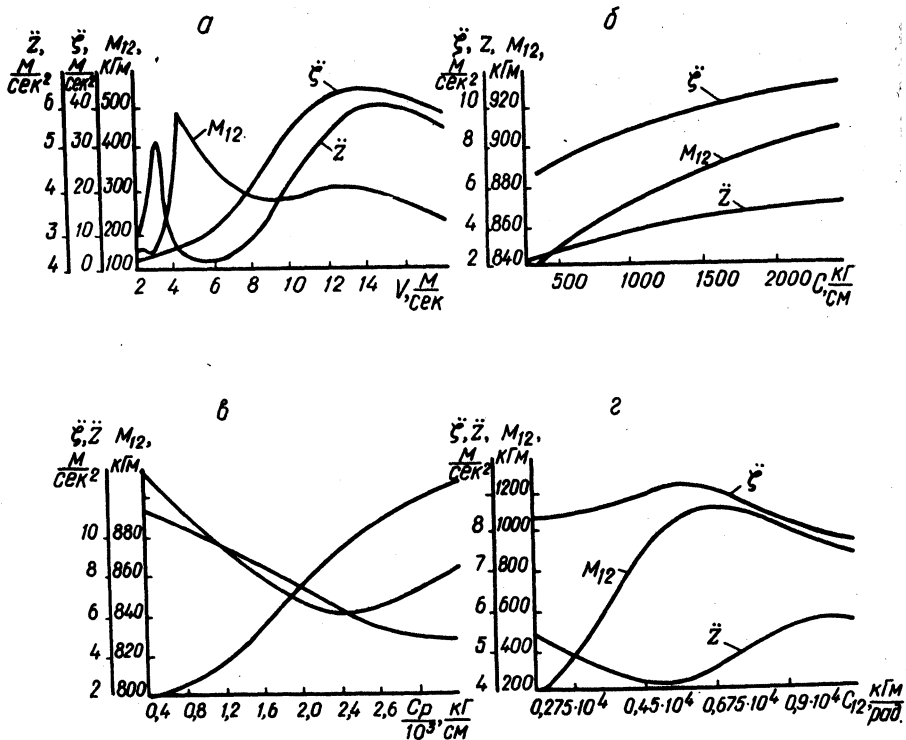 а
Z̈, ξ̈, M₁₂,
М/сек² М/сек² кГм
6 40 500
5 30 400
4 20 300
3 10 200
4 0 100
2 4 6 8 10 12 14 V, М/сек
M₁₂
ξ̈
Z̈
б
ξ̈, Z, M₁₂,
М/сек² кГм
10 920
8 900
6 880
4 860
2 840
500 1000 1500 2000 C, кГ/см
ξ̈
M₁₂
Z̈
в
ξ̈, Z̈ M₁₂,
М/сек² кГм
10 880
8 860
6 840
4 820
2 800
0,4 0,8 1,2 1,6 2,0 2,4 2,6 Cр/10³, кГ/см
г
ξ̈, Z̈, M₁₂,
М/сек² кГм
1200
8 1000
7 800
6 600
5 400
4 200
0,275·10⁴ 0,45·10⁴ 0,675·10⁴ 0,9·10⁴ C₁₂, кГм/рад.
ξ̈
M₁₂
Z̈